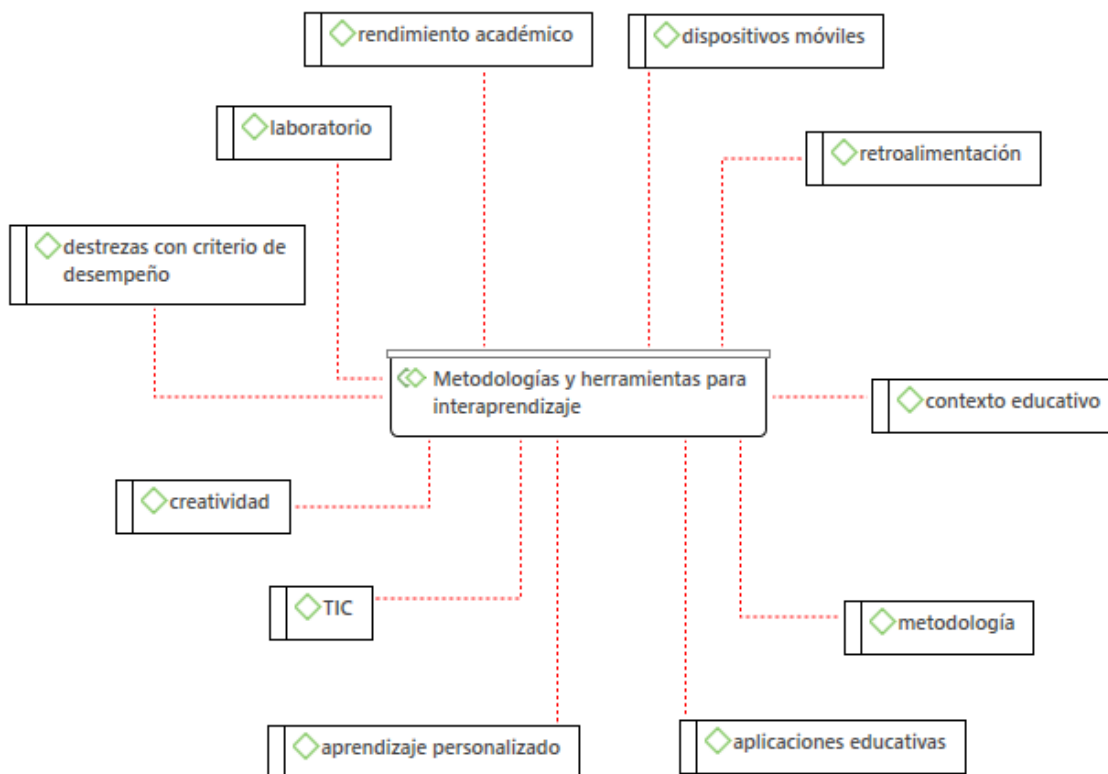 rendimiento académico
dispositivos móviles
laboratorio
retroalimentación
destrezas con criterio de
desempeño
Metodologías y herramientas para
interaprendizaje
contexto educativo
creatividad
TIC
metodología
aprendizaje personalizado
aplicaciones educativas